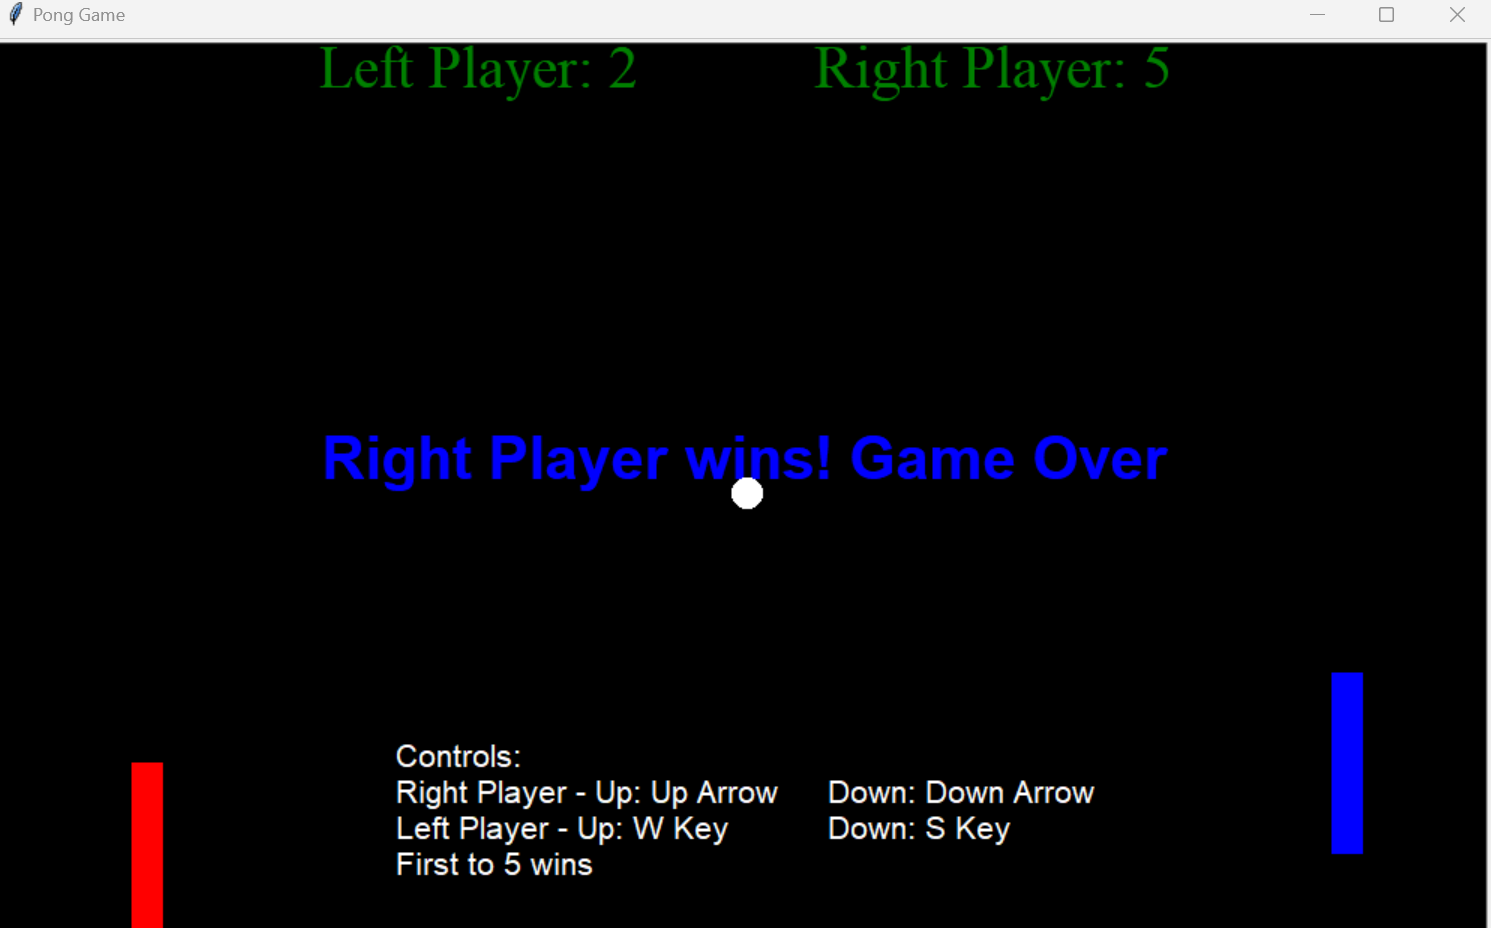 Pong Game
Left Player: 2 Right Player: 5
Right Player wins! Game Over
Controls:
Right Player - Up: Up Arrow Down: Down Arrow
Left Player - Up: W Key Down: S Key
First to 5 wins